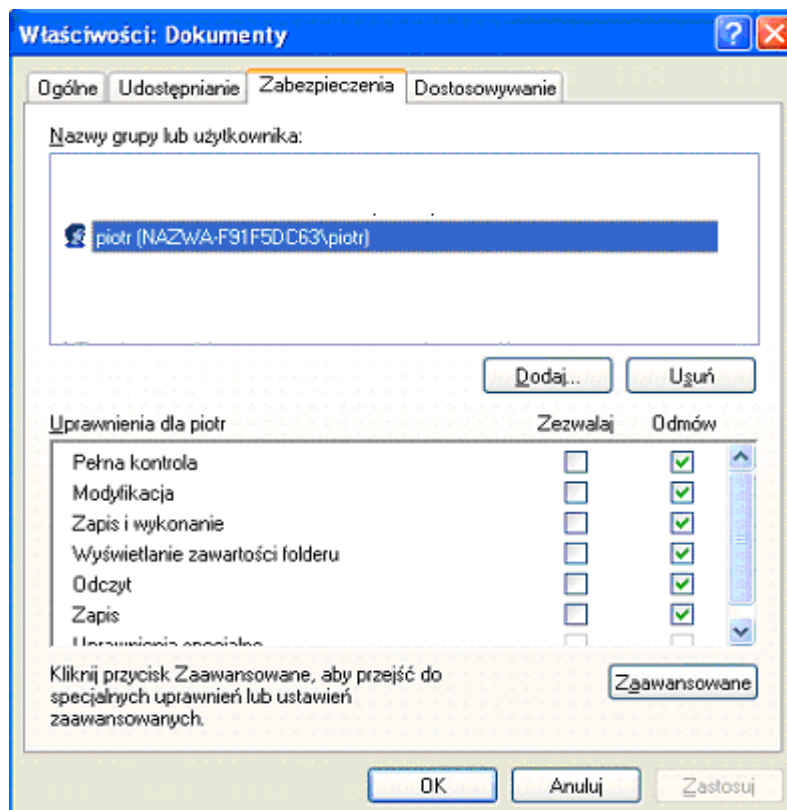 Właściwości: Dokumenty
Ogólne Udostępnianie Zabezpieczenia Dostosowywanie
Nazwy grupy lub użytkownika:
piotr (NAZWA-F91F5DC63\piotr)
Dodaj... Usuń
Uprawnienia dla piotr Zezwalaj Odmów
Pełna kontrola
Modyfikacja
Zapis i wykonanie
Wyświetlanie zawartości folderu
Odczyt
Zapis
Uprawnienia specjalne
Kliknij przycisk Zaawansowane, aby przejść do
specjalnych uprawnień lub ustawień
zaawansowanych.
Zaawansowane
OK Anuluj Zastosuj